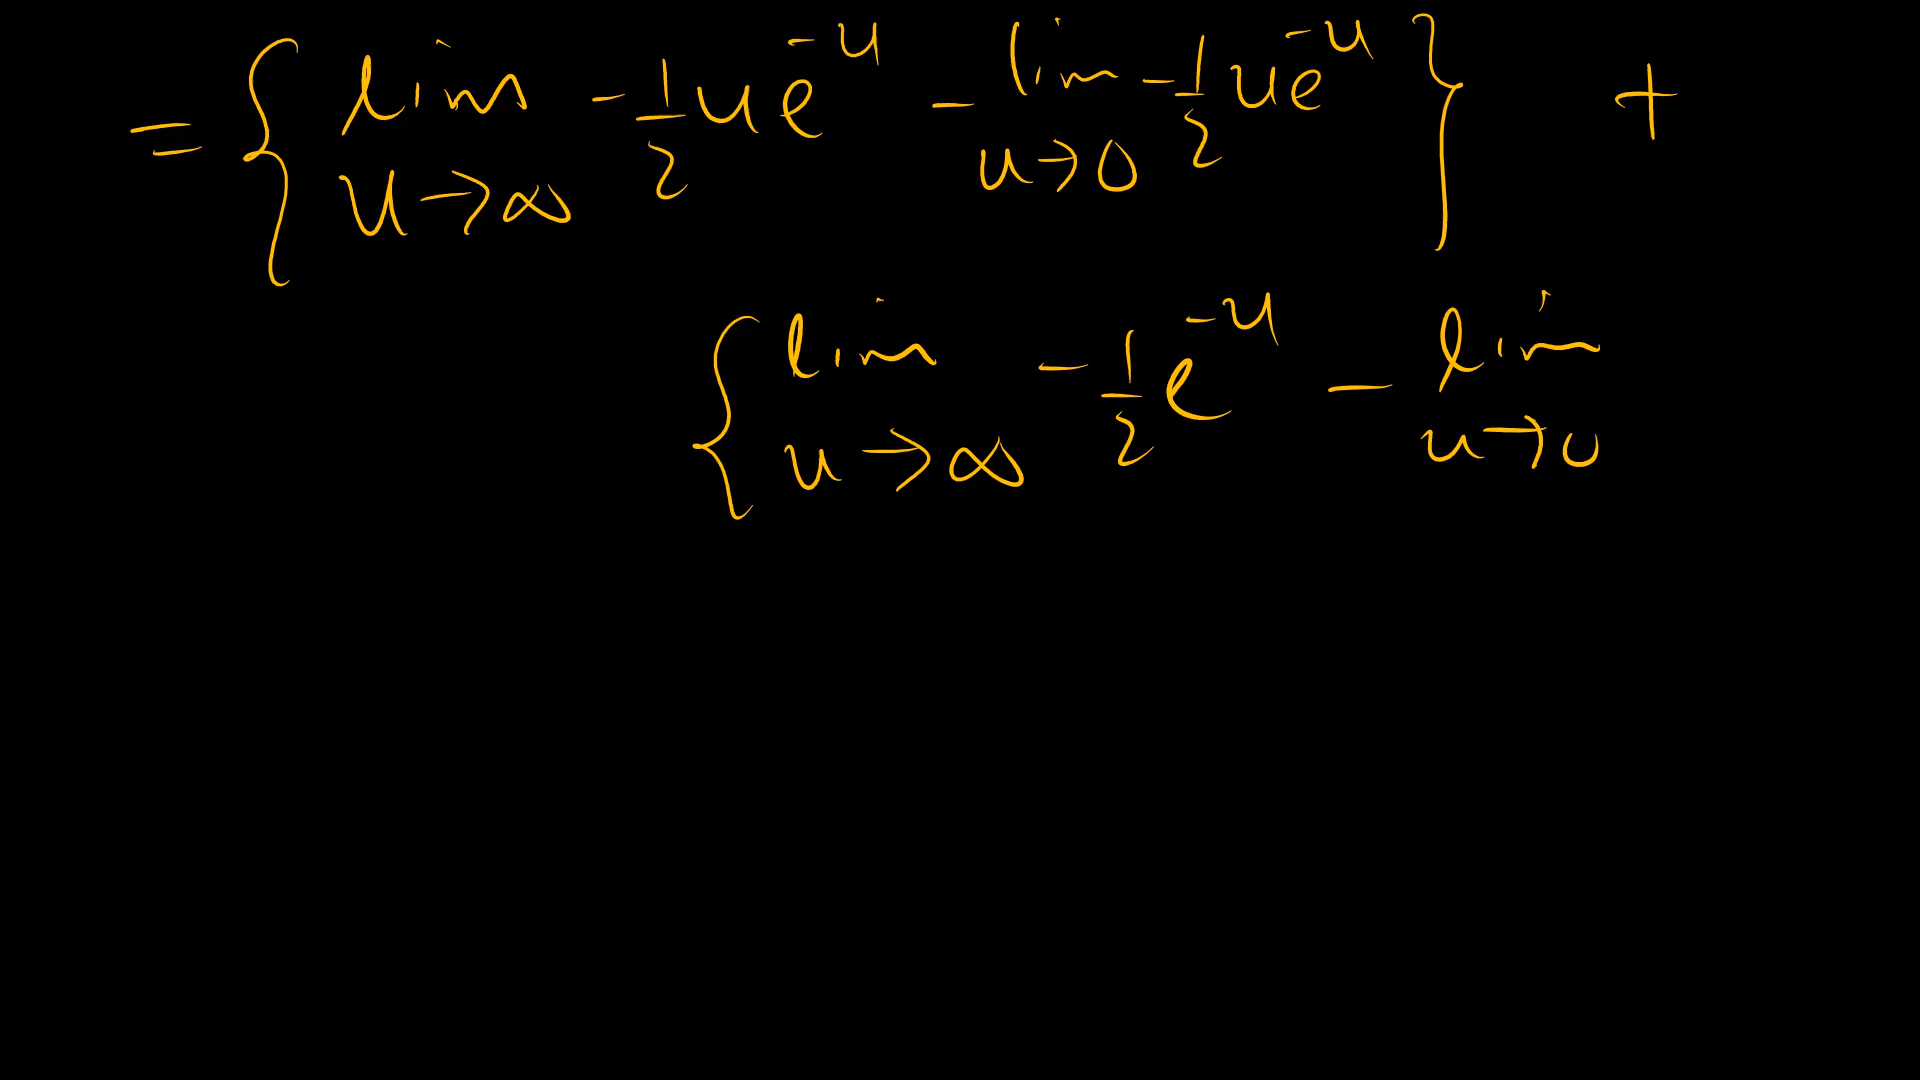 = { lim u→∞ -1/2 ue^-u - lim u→0 -1/2 ue^-u } +
{ lim u→∞ -1/2 e^-u - lim u→0